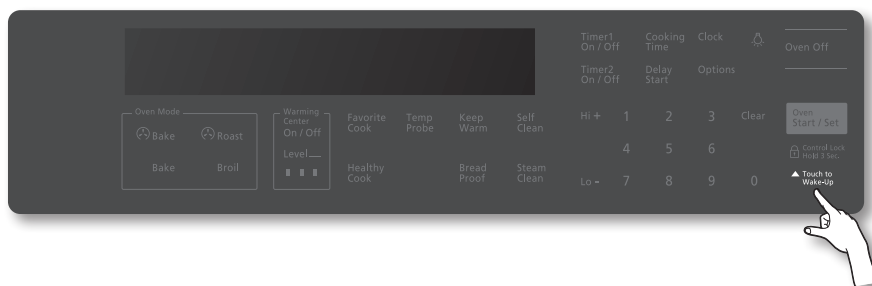 Timer1
On / Off
Cooking
Time
Clock
Oven Off
Timer2
On / Off
Delay
Start
Options
Oven Mode
Bake
Roast
Bake
Broil
Warming
Center
On / Off
Level
Favorite
Cook
Temp
Probe
Keep
Warm
Self
Clean
Healthy
Cook
Bread
Proof
Steam
Clean
Hi + 1 2 3 Clear
4 5 6
Lo - 7 8 9 0
Oven
Start / Set
Control Lock
Hold 3 Sec.
Touch to
Wake-Up